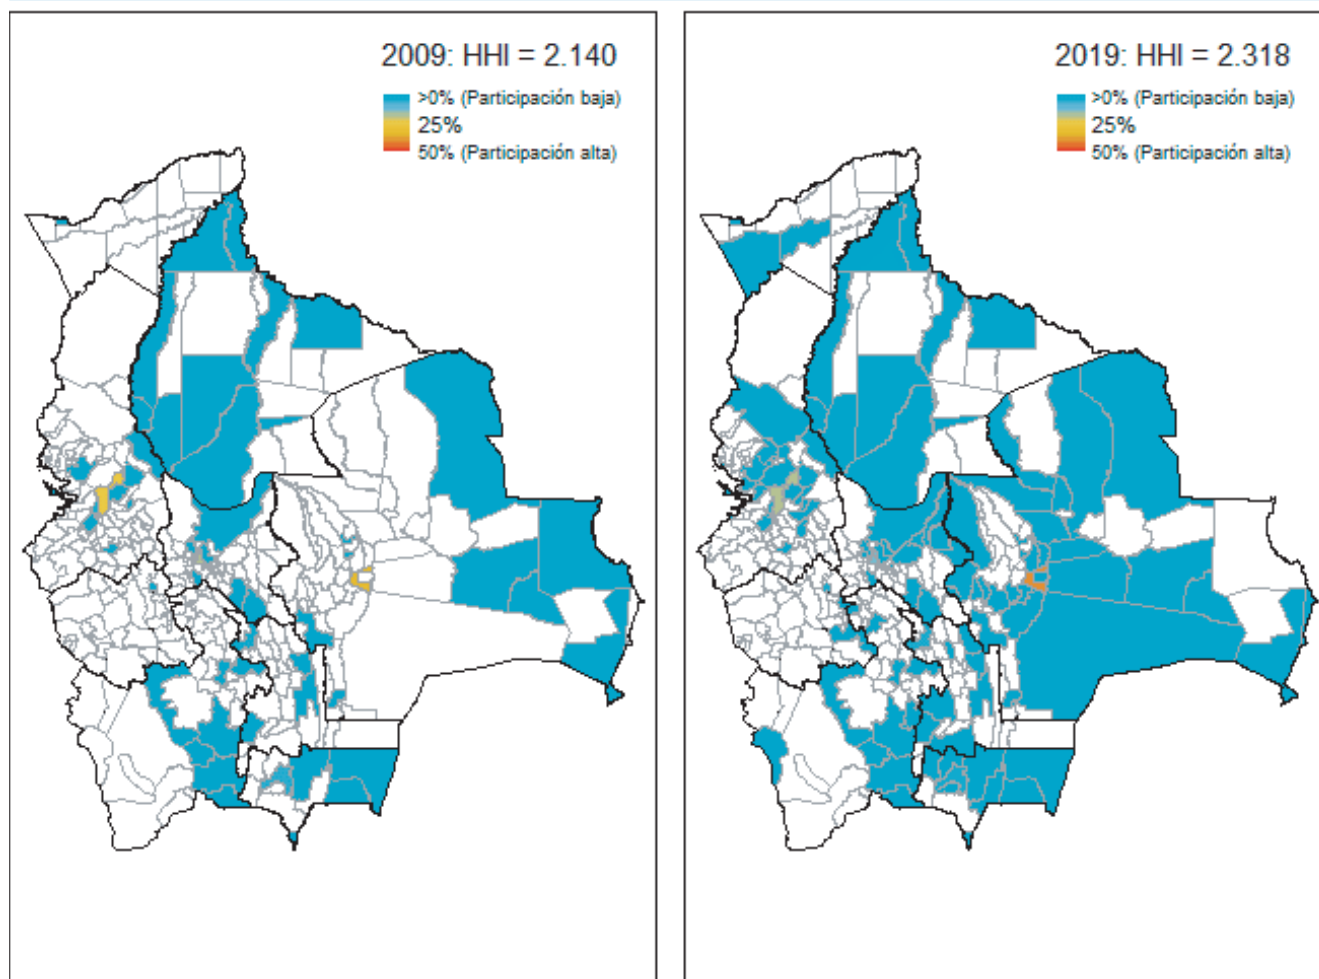 2009: HHI = 2.140
>0% (Participación baja)
25%
50% (Participación alta)
2019: HHI = 2.318
>0% (Participación baja)
25%
50% (Participación alta)